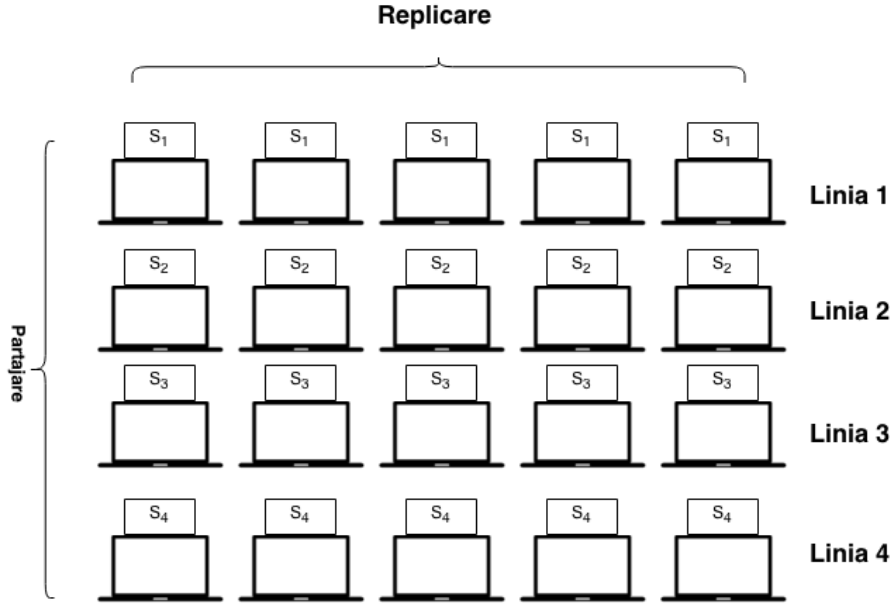 Replicare
S₁ S₁ S₁ S₁ S₁
Linia 1
S₂ S₂ S₂ S₂ S₂
Linia 2
Partajare
S₃ S₃ S₃ S₃ S₃
Linia 3
S₄ S₄ S₄ S₄ S₄
Linia 4